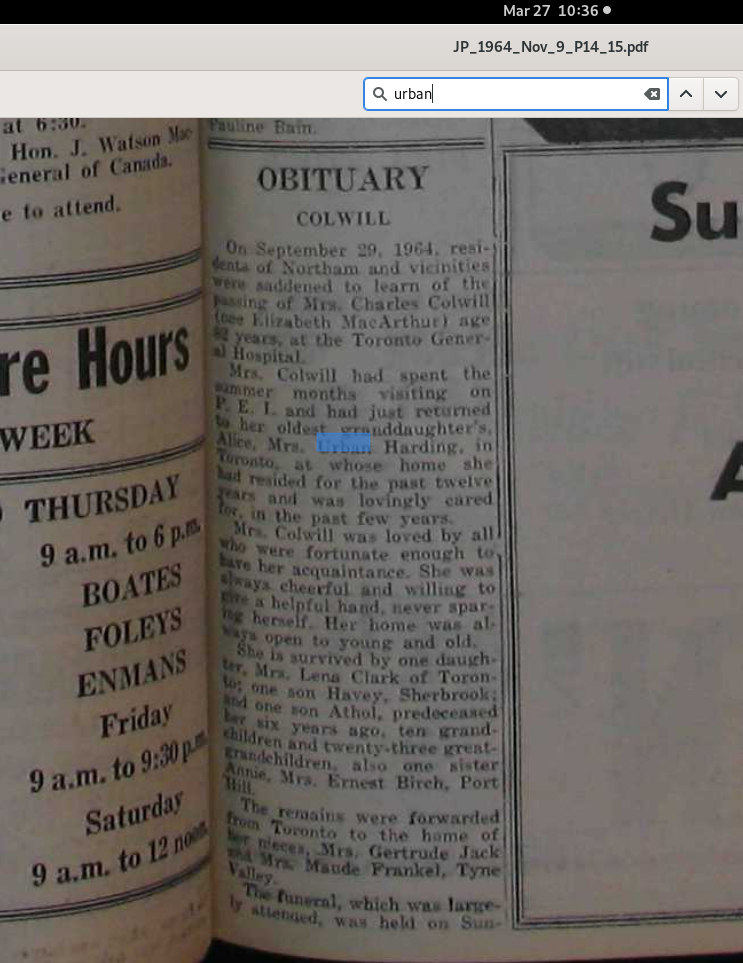 Mar 27 10:36
JP_1964_Nov_9_P14_15.pdf
urban
at 6:30.
Hon. J. Watson Mac-
General of Canada.
e to attend.
re Hours
WEEK
THURSDAY
9 a.m. to 6 p.m.
BOATES
FOLEYS
ENMANS
Friday
9 a.m. to 9:30 p.m.
Saturday
9 a.m. to 12 noon
Pauline Bain.
OBITUARY
COLWILL
On September 29, 1964, resi-
dents of Northam and vicinities
were saddened to learn of the
passing of Mrs. Charles Colwill
(nee Elizabeth MacArthur) age
82 years, at the Toronto Gener-
al Hospital.
Mrs. Colwill had spent the
summer months visiting on
P. E. I. and had just returned
to her oldest granddaughter's,
Alice, Mrs. Urban Harding, in
Toronto, at whose home she
had resided for the past twelve
years and was lovingly cared
for, in the past few years.
Mrs. Colwill was loved by all
who were fortunate enough to
have her acquaintance. She was
always cheerful and willing to
give a helpful hand, never spar-
ing herself. Her home was al-
ways open to young and old.
She is survived by one daugh-
ter, Mrs. Lena Clark of Toron-
to; one son Havey, Sherbrook;
and one son Athol, predeceased
her six years ago, ten grand-
children and twenty-three great-
grandchildren, also one sister
Annie, Mrs. Ernest Birch, Port
Hill.
The remains were forwarded
from Toronto to the home of
her nieces, Mrs. Gertrude Jack
and Mrs. Maude Frankel, Tyne
Valley.
The funeral, which was large-
ly attended, was held on Sun-
Su
A